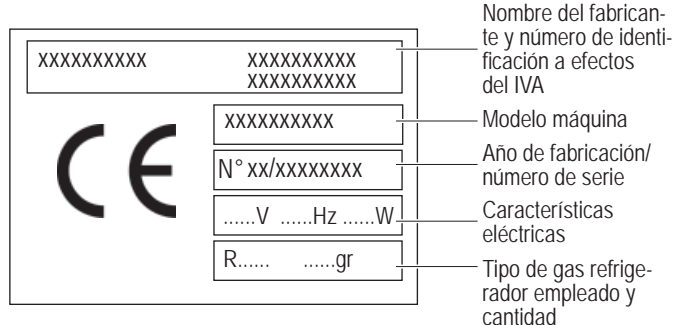 Nombre del fabrican-
te y número de identi-
ficación a efectos
del IVA
xxxxxxxxxx xxxxxxxxxx
xxxxxxxxxx
CE
xxxxxxxxxx
Modelo máquina
N° xx/xxxxxxxx
Año de fabricación/
número de serie
......V ......Hz ......W
Características
eléctricas
R...... ......gr
Tipo de gas refrige-
rador empleado y
cantidad